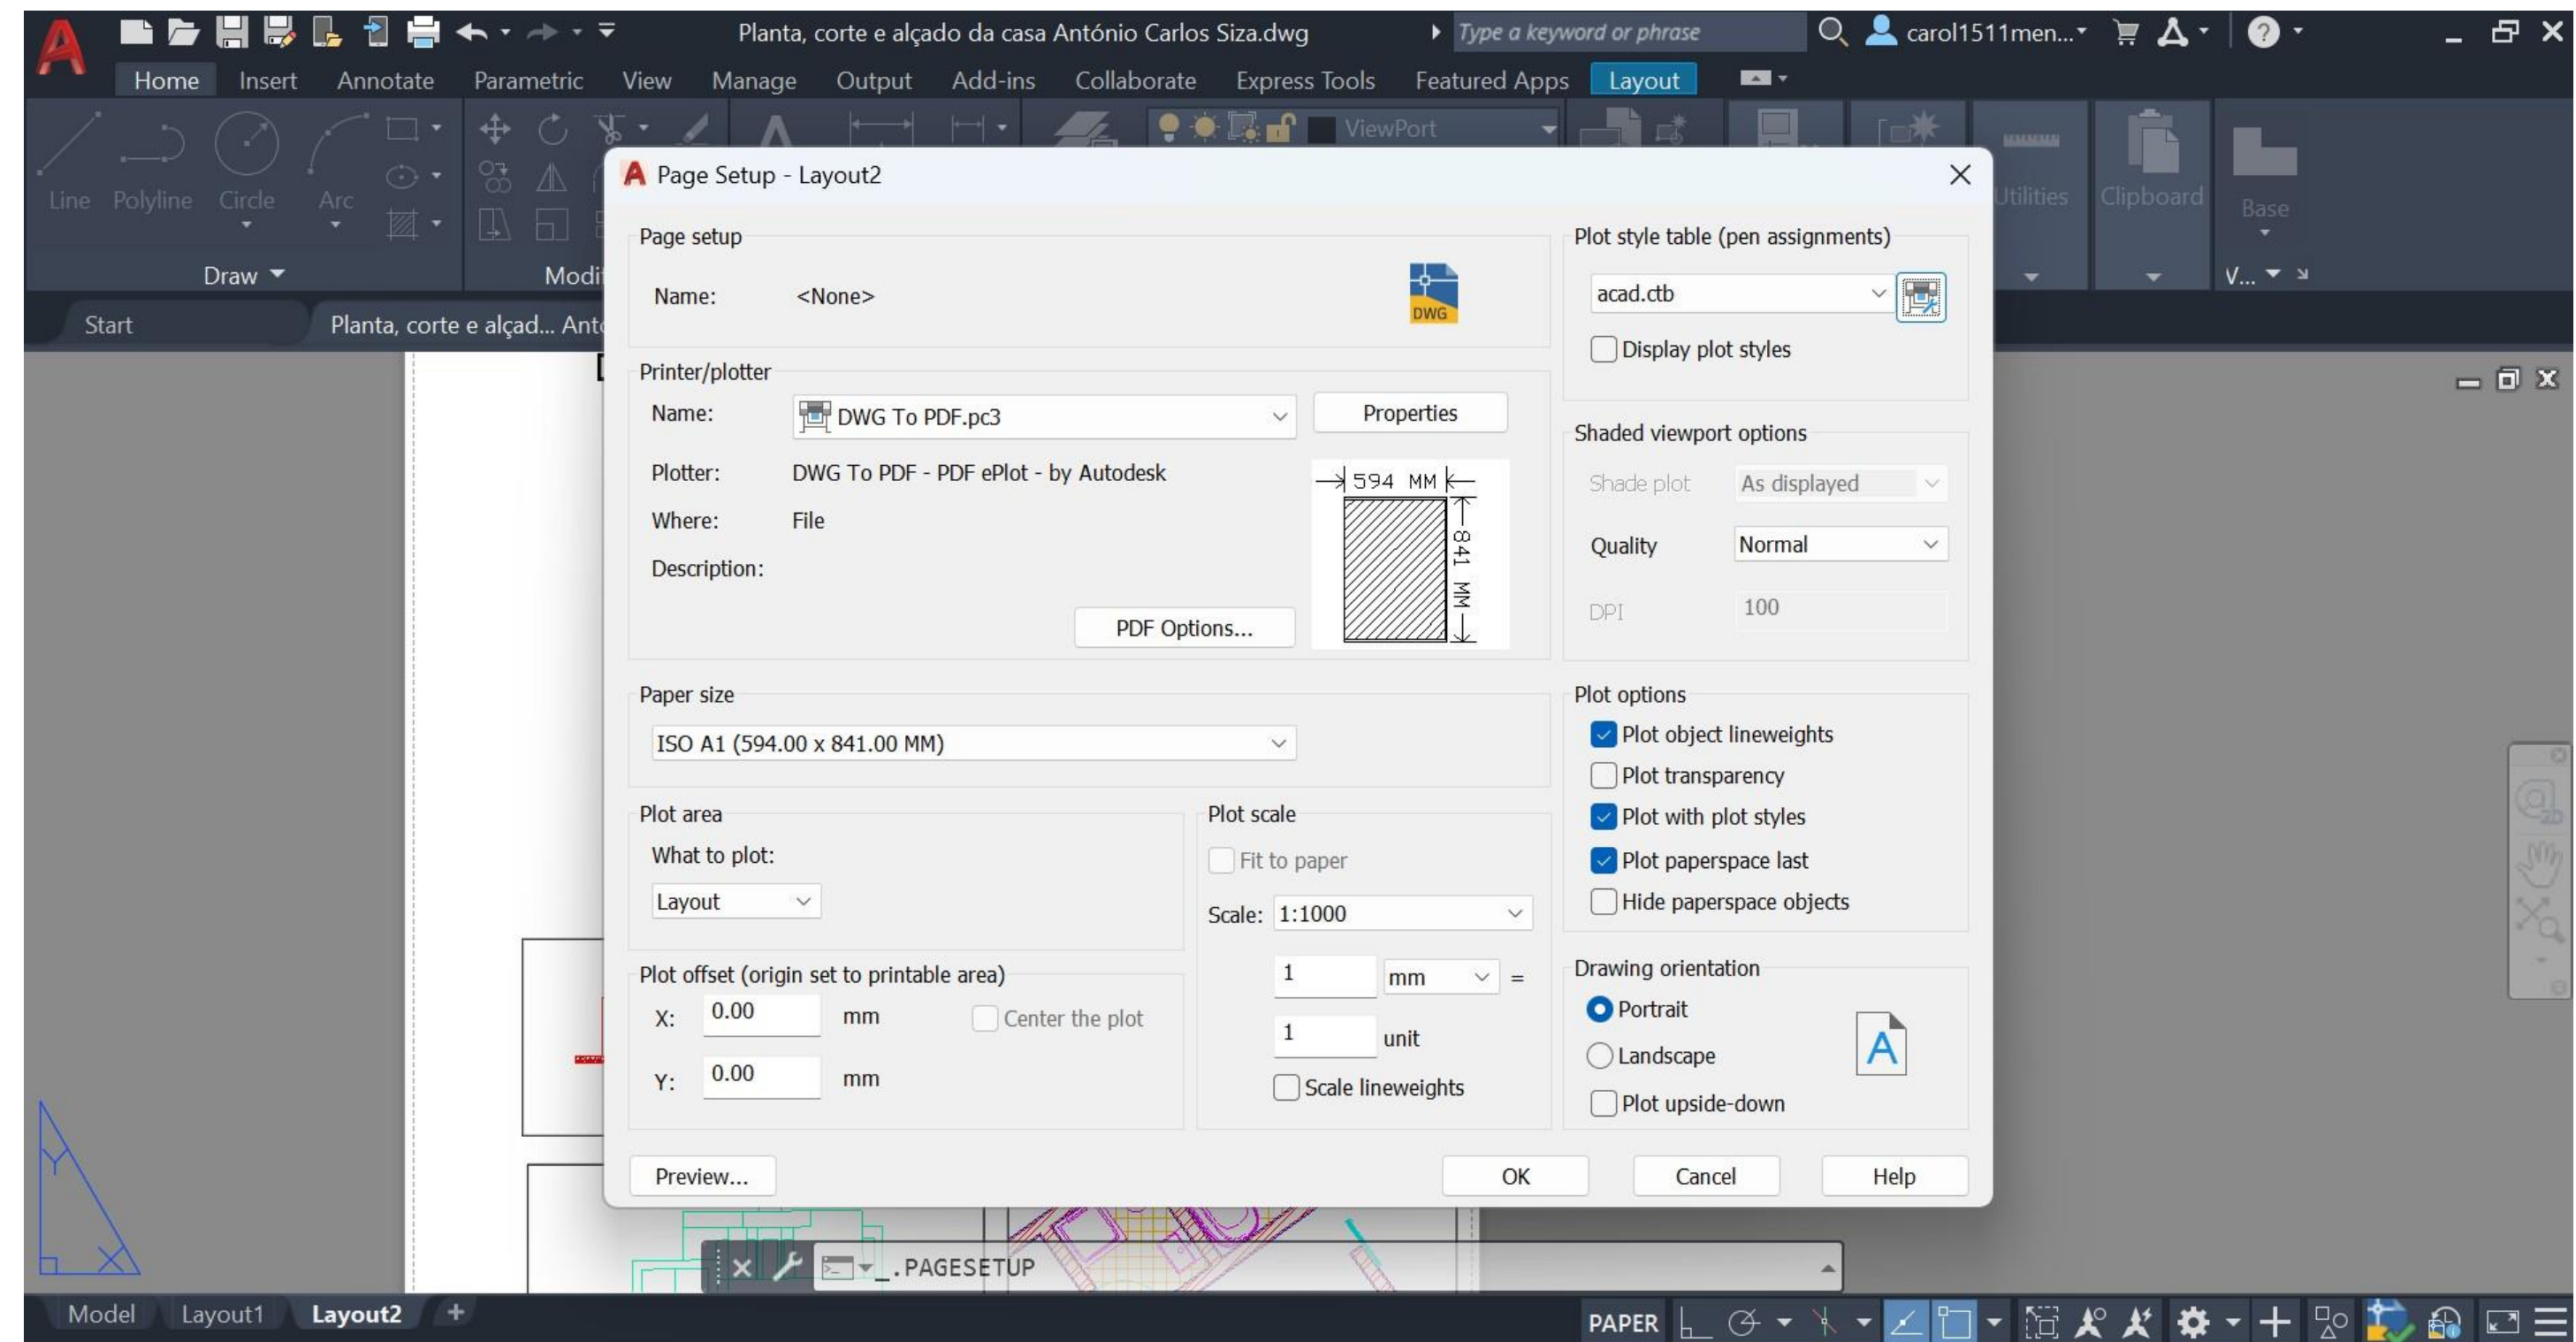 Planta, corte e alçado da casa António Carlos Siza.dwg
Type a keyword or phrase
carol1511men...
Home Insert Annotate Parametric View Manage Output Add-ins Collaborate Express Tools Featured Apps Layout
ViewPort
Line Polyline Circle Arc
Utilities Clipboard Base
Draw
V...
Start
Planta, corte e alçad...
Page Setup - Layout2
Page setup
Name: <None>
DWG
Printer/plotter
Name: DWG To PDF.pc3 Properties
Plotter: DWG To PDF - PDF ePlot - by Autodesk
Where: File
Description:
594 MM
841 MM
PDF Options...
Paper size
ISO A1 (594.00 x 841.00 MM)
Plot area
What to plot:
Layout
Plot offset (origin set to printable area)
X: 0.00 mm Center the plot
Y: 0.00 mm
Plot scale
Fit to paper
Scale: 1:1000
1 mm =
1 unit
Scale lineweights
Plot style table (pen assignments)
acad.ctb
Display plot styles
Shaded viewport options
Shade plot As displayed
Quality Normal
DPI 100
Plot options
Plot object lineweights
Plot transparency
Plot with plot styles
Plot paperspace last
Hide paperspace objects
Drawing orientation
Portrait
Landscape
Plot upside-down
A
Preview... OK Cancel Help
Y
X
_.PAGESETUP
Model Layout1 Layout2 +
PAPER